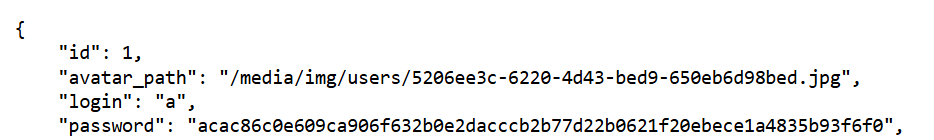 {
"id": 1,
"avatar_path": "/media/img/users/5206ee3c-6220-4d43-bed9-650eb6d98bed.jpg",
"login": "a",
"password": "acac86c0e609ca906f632b0e2dacccb2b77d22b0621f20ebece1a4835b93f6f0",